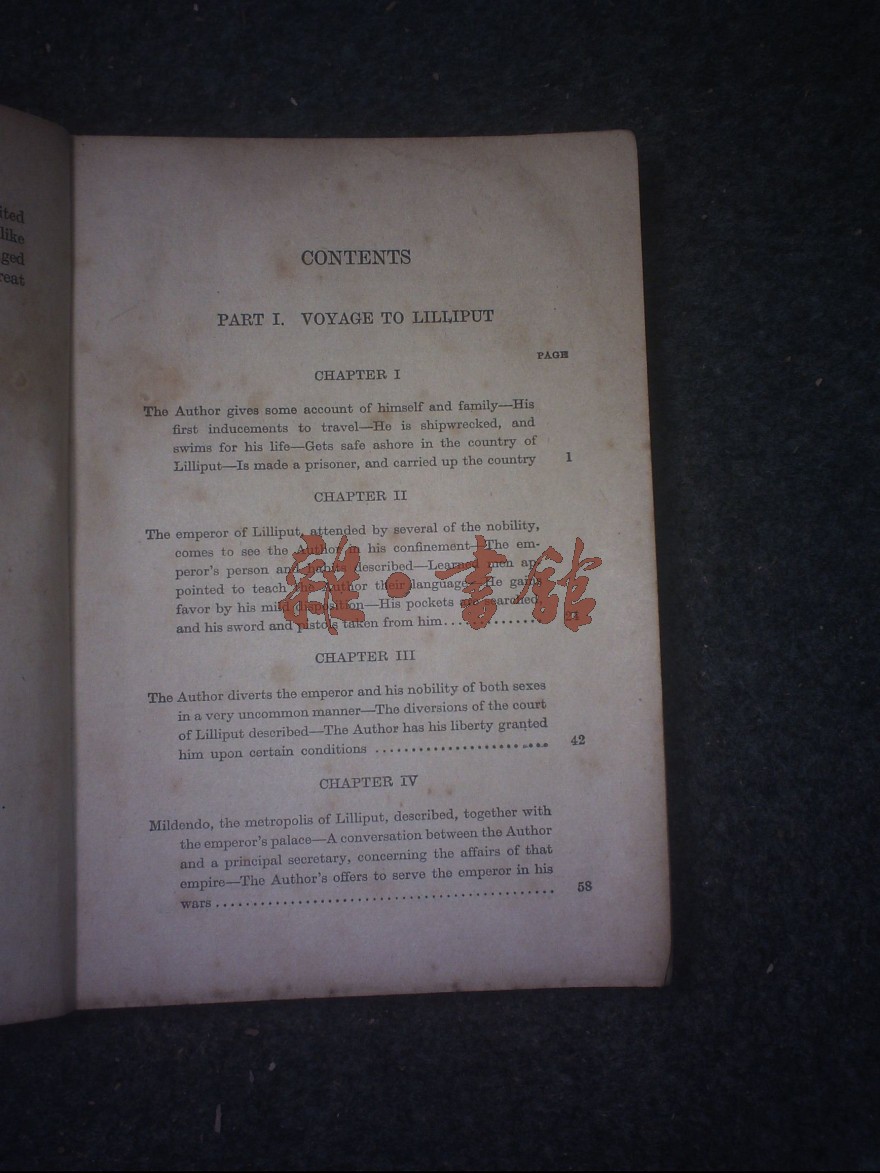 ited
like
ged
reat
CONTENTS
PART I. VOYAGE TO LILLIPUT
PAGE
CHAPTER I
The Author gives some account of himself and family—His
first inducements to travel—He is shipwrecked, and
swims for his life—Gets safe ashore in the country of
Lilliput—Is made a prisoner, and carried up the country 1
CHAPTER II
The emperor of Lilliput, attended by several of the nobility,
comes to see the Author in his confinement—The em-
peror's person and habits described—Learned men ap-
pointed to teach the Author their language—He gains
favor by his mild disposition—His pockets are searched,
and his sword and pistols taken from him.............
雜·書館
CHAPTER III
The Author diverts the emperor and his nobility of both sexes
in a very uncommon manner—The diversions of the court
of Lilliput described—The Author has his liberty granted
him upon certain conditions ........................ 42
CHAPTER IV
Mildendo, the metropolis of Lilliput, described, together with
the emperor's palace—A conversation between the Author
and a principal secretary, concerning the affairs of that
empire—The Author's offers to serve the emperor in his
wars............................................. 58